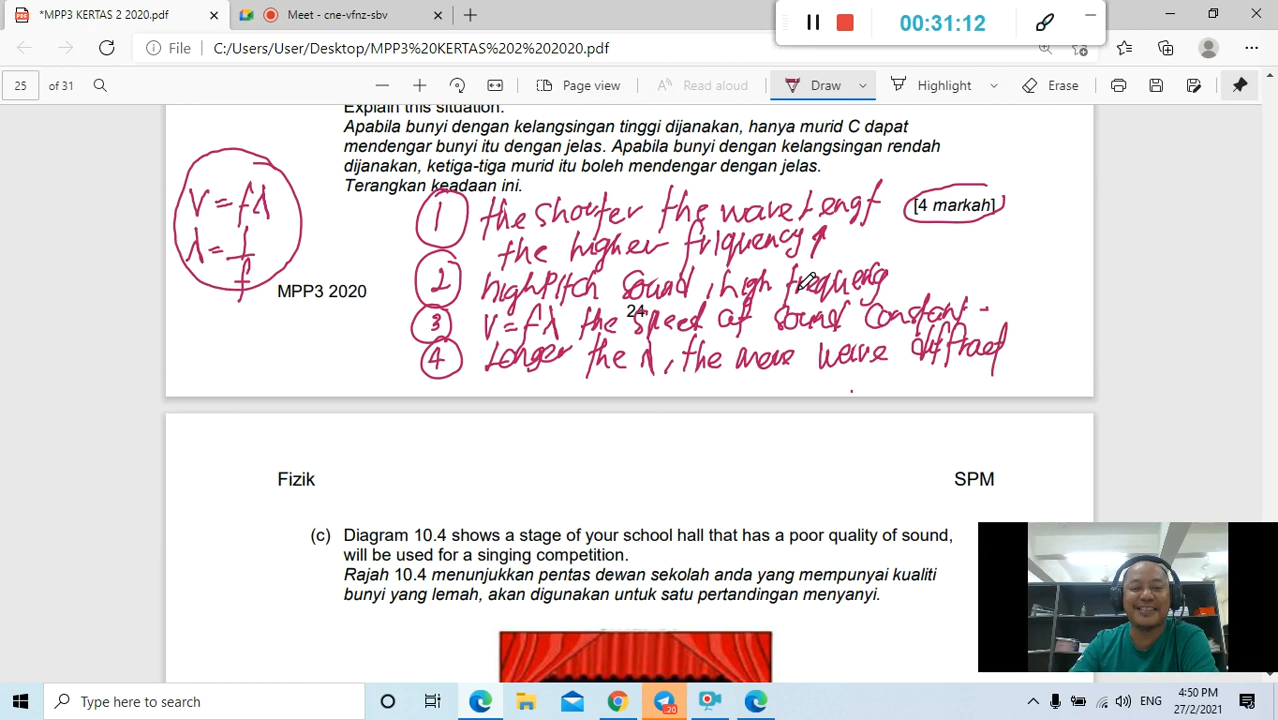 *MPP3 KERTAS 2 2020.pdf
Meet - cne-vfnz-sbv
00:31:12
File C:/Users/User/Desktop/MPP3%20KERTAS%202%202020.pdf
25 of 31 Page view Read aloud Draw Highlight Erase
Explain this situation.
Apabila bunyi dengan kelangsingan tinggi dijanakan, hanya murid C dapat
mendengar bunyi itu dengan jelas. Apabila bunyi dengan kelangsingan rendah
dijanakan, ketiga-tiga murid itu boleh mendengar dengan jelas.
Terangkan keadaan ini.
[4 markah]
V = fλ
λ = 1/f
1 the shorter the wave lengt
the higher friquency ↑
2 high Pitch sound, high frequency
3 V = fλ the speed of sound constant -
4 Longer the λ, the more wave diffract
MPP3 2020
24
Fizik SPM
(c) Diagram 10.4 shows a stage of your school hall that has a poor quality of sound,
will be used for a singing competition.
Rajah 10.4 menunjukkan pentas dewan sekolah anda yang mempunyai kualiti
bunyi yang lemah, akan digunakan untuk satu pertandingan menyanyi.
Type here to search
20
ENG
4:50 PM
27/2/2021